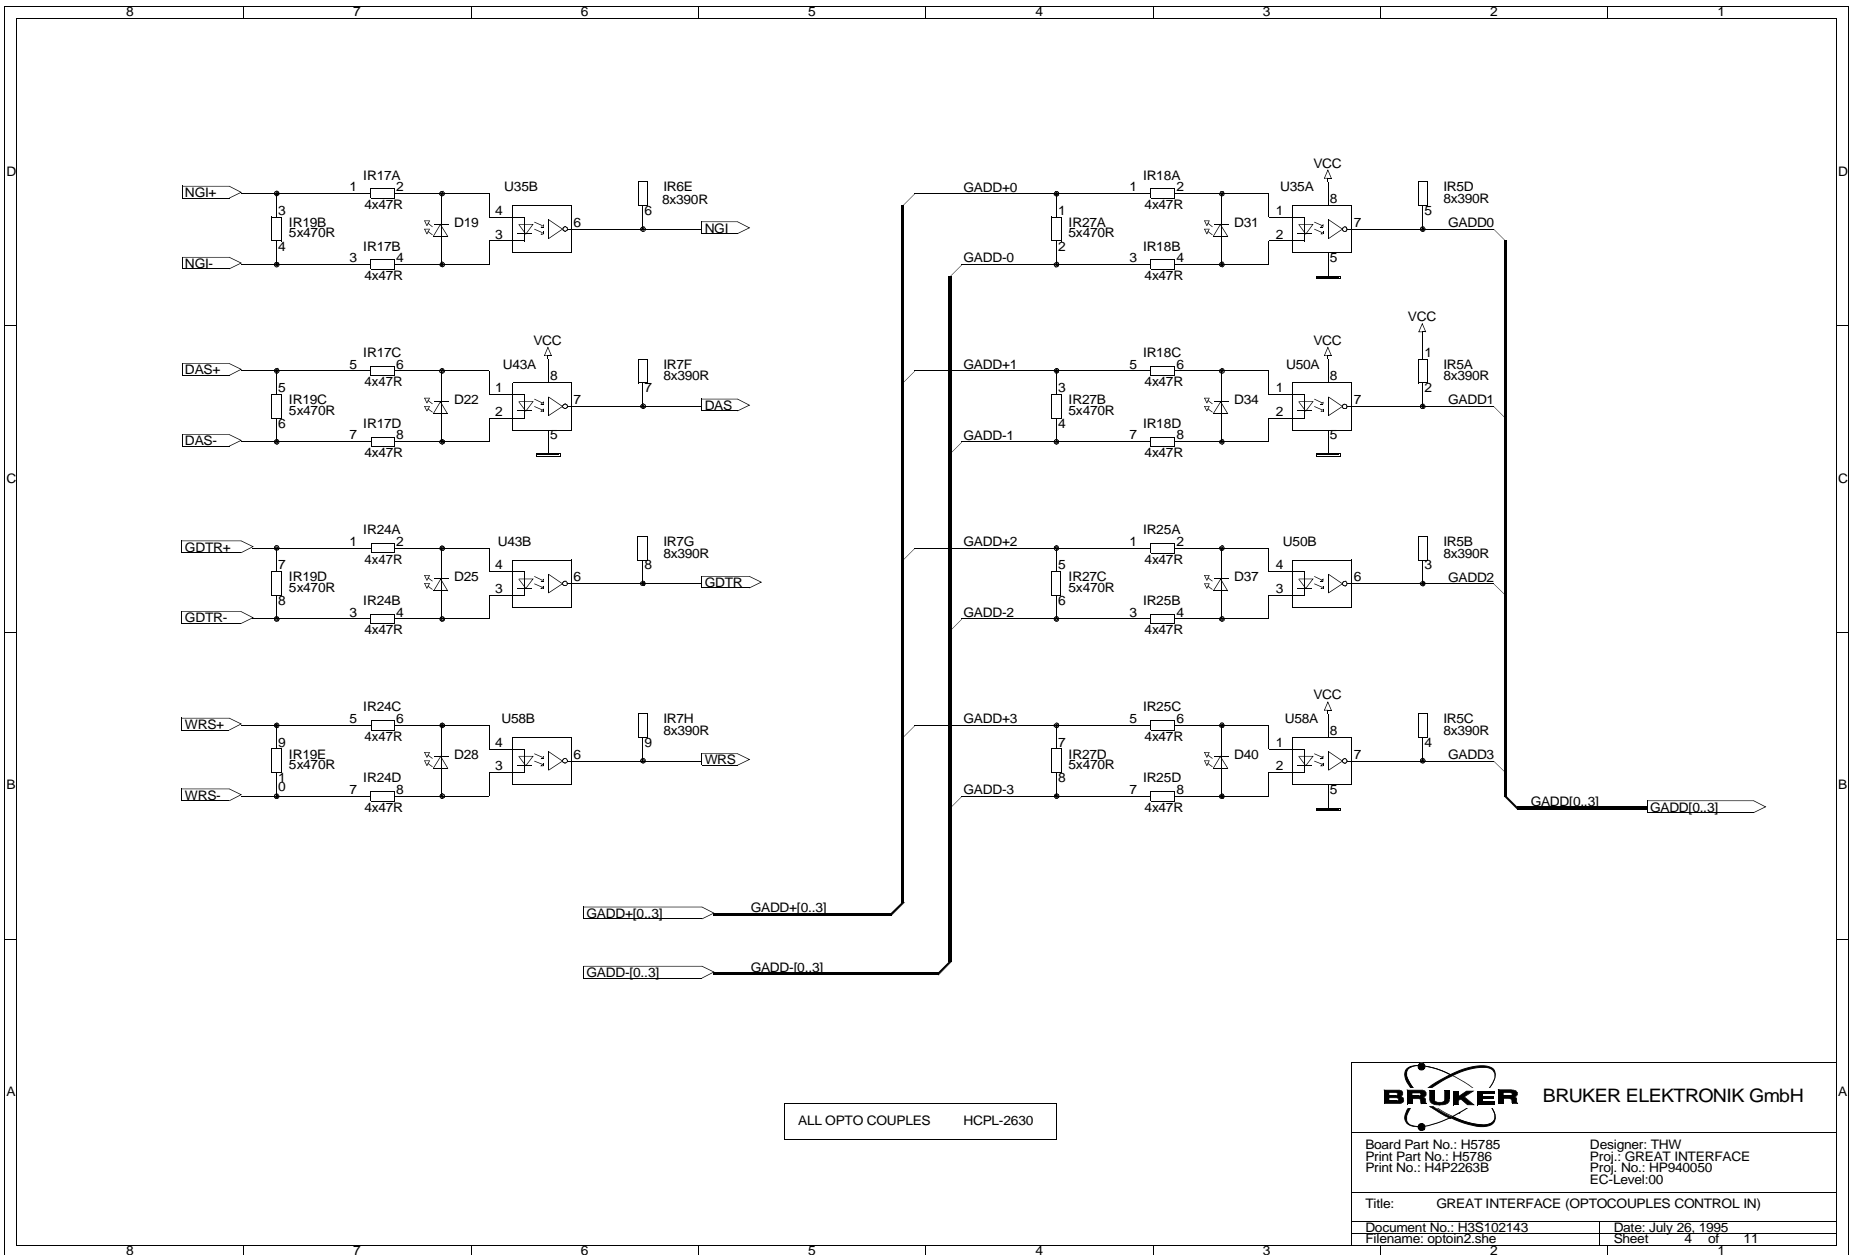 8 7 6 5 4 3 2 1
D
D
C
C
B
B
A
A
NGI+
NGI-
IR19B
5x470R
3
4
IR17A
1 2
4x47R
IR17B
3 4
4x47R
D19
U35B
4
3
6
IR6E
8x390R
6
NGI
DAS+
DAS-
IR19C
5x470R
5
6
IR17C
5 6
4x47R
IR17D
7 8
4x47R
D22
VCC
U43A
8
1
2
7
5
IR7F
8x390R
7
DAS
GDTR+
GDTR-
IR19D
5x470R
7
8
IR24A
1 2
4x47R
IR24B
3 4
4x47R
D25
U43B
4
3
6
IR7G
8x390R
8
GDTR
WRS+
WRS-
IR19E
5x470R
9
10
IR24C
5 6
4x47R
IR24D
7 8
4x47R
D28
U58B
4
3
6
IR7H
8x390R
9
WRS
GADD+0
GADD-0
IR27A
5x470R
1
2
IR18A
1 2
4x47R
IR18B
3 4
4x47R
D31
VCC
U35A
8
1
2
7
5
IR5D
8x390R
5
GADD0
GADD+1
GADD-1
IR27B
5x470R
3
4
IR18C
5 6
4x47R
IR18D
7 8
4x47R
D34
VCC
U50A
8
1
2
7
5
VCC
1
IR5A
8x390R
2
GADD1
GADD+2
GADD-2
IR27C
5x470R
5
6
IR25A
1 2
4x47R
IR25B
3 4
4x47R
D37
U50B
4
3
6
IR5B
8x390R
3
GADD2
GADD+3
GADD-3
IR27D
5x470R
7
8
IR25C
5 6
4x47R
IR25D
7 8
4x47R
D40
VCC
U58A
8
1
2
7
5
IR5C
8x390R
4
GADD3
GADD[0..3]
GADD[0..3]
GADD+[0..3]
GADD+[0..3]
GADD-[0..3]
GADD-[0..3]
ALL OPTO COUPLES HCPL-2630
BRUKER
BRUKER ELEKTRONIK GmbH
Board Part No.: H5785
Print Part No.: H5786
Print No.: H4P2263B
Designer: THW
Proj.: GREAT INTERFACE
Proj. No.: HP940050
EC-Level:00
Title: GREAT INTERFACE (OPTOCOUPLES CONTROL IN)
Document No.: H3S102143
Date: July 26, 1995
Filename: optoin2.she
Sheet 4 of 11
8 7 6 5 4 3 2 1